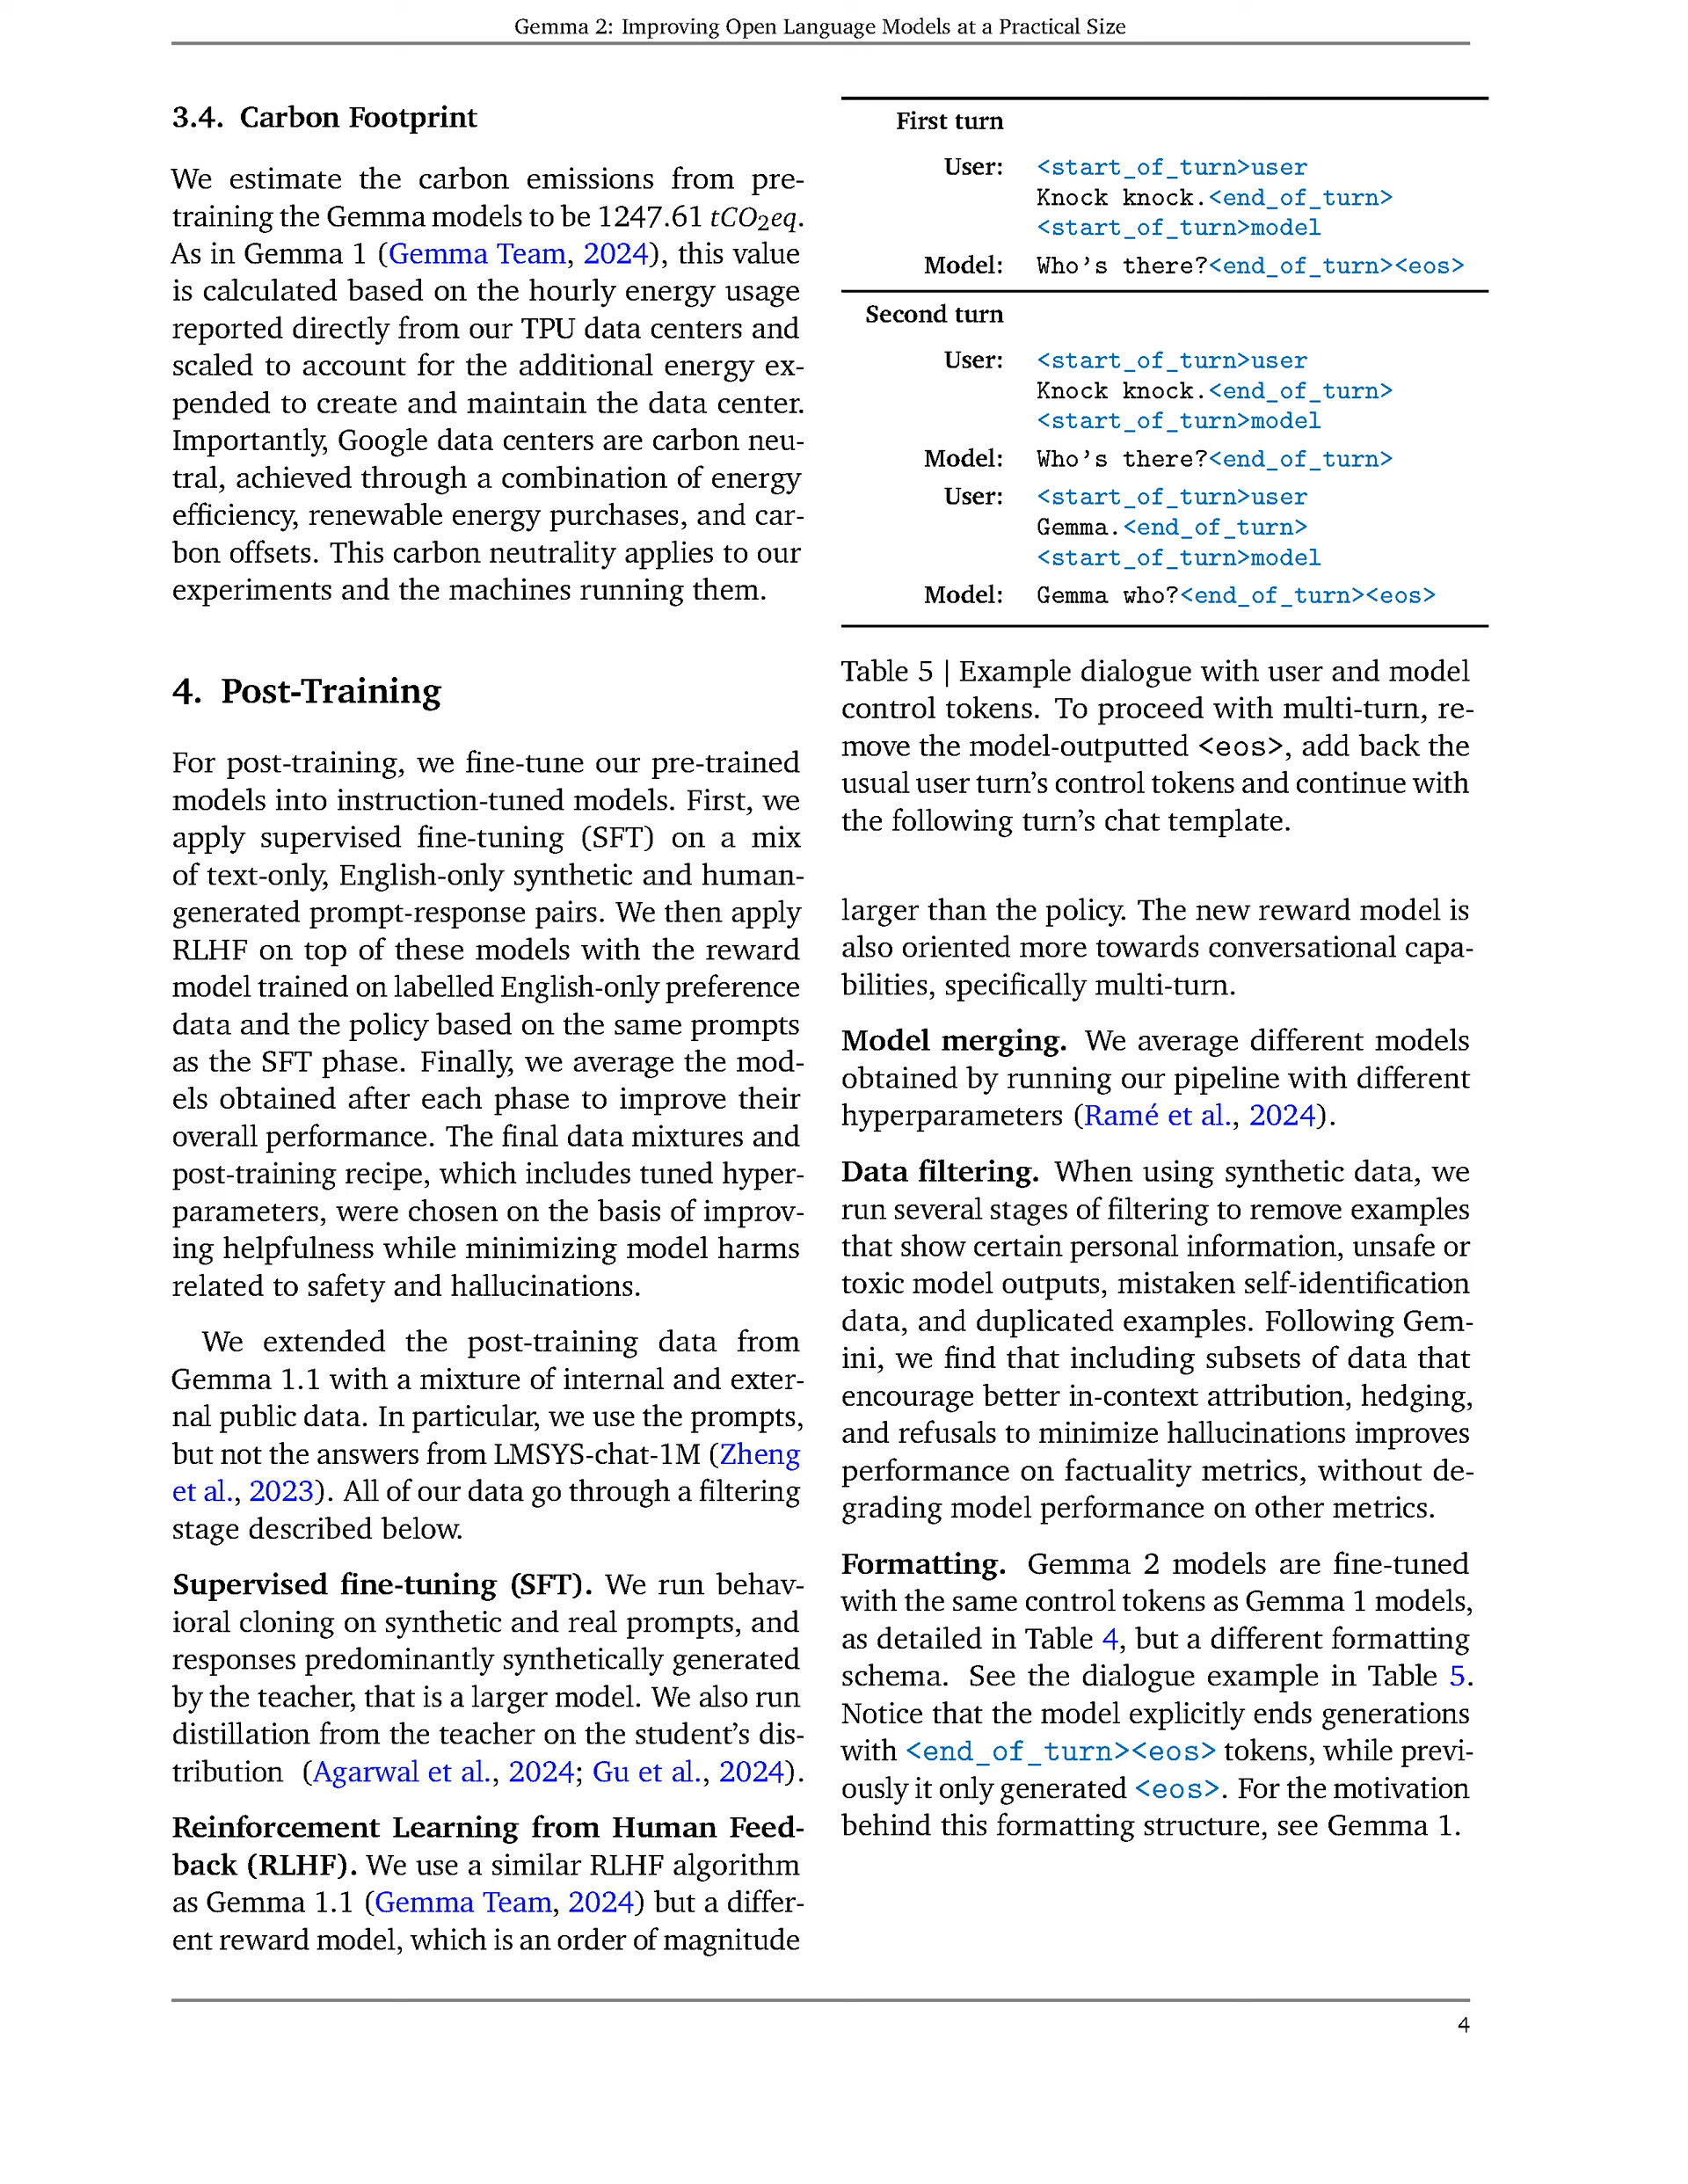 Gemma 2: Improving Open Language Models at a Practical Size
3.4. Carbon Footprint
We estimate the carbon emissions from pre-
training the Gemma models to be 1247.61 tCO₂eq.
As in Gemma 1 (Gemma Team, 2024), this value
is calculated based on the hourly energy usage
reported directly from our TPU data centers and
scaled to account for the additional energy ex-
pended to create and maintain the data center.
Importantly, Google data centers are carbon neu-
tral, achieved through a combination of energy
efficiency, renewable energy purchases, and car-
bon offsets. This carbon neutrality applies to our
experiments and the machines running them.
4. Post-Training
For post-training, we fine-tune our pre-trained
models into instruction-tuned models. First, we
apply supervised fine-tuning (SFT) on a mix
of text-only, English-only synthetic and human-
generated prompt-response pairs. We then apply
RLHF on top of these models with the reward
model trained on labelled English-only preference
data and the policy based on the same prompts
as the SFT phase. Finally, we average the mod-
els obtained after each phase to improve their
overall performance. The final data mixtures and
post-training recipe, which includes tuned hyper-
parameters, were chosen on the basis of improv-
ing helpfulness while minimizing model harms
related to safety and hallucinations.
We extended the post-training data from
Gemma 1.1 with a mixture of internal and exter-
nal public data. In particular, we use the prompts,
but not the answers from LMSYS-chat-1M (Zheng
et al., 2023). All of our data go through a filtering
stage described below.
Supervised fine-tuning (SFT). We run behav-
ioral cloning on synthetic and real prompts, and
responses predominantly synthetically generated
by the teacher, that is a larger model. We also run
distillation from the teacher on the student's dis-
tribution (Agarwal et al., 2024; Gu et al., 2024).
Reinforcement Learning from Human Feed-
back (RLHF). We use a similar RLHF algorithm
as Gemma 1.1 (Gemma Team, 2024) but a differ-
ent reward model, which is an order of magnitude
First turn
User: <start_of_turn>user
Knock knock.<end_of_turn>
<start_of_turn>model
Model: Who's there?<end_of_turn><eos>
Second turn
User: <start_of_turn>user
Knock knock.<end_of_turn>
<start_of_turn>model
Model: Who's there?<end_of_turn>
User: <start_of_turn>user
Gemma.<end_of_turn>
<start_of_turn>model
Model: Gemma who?<end_of_turn><eos>
Table 5 | Example dialogue with user and model
control tokens. To proceed with multi-turn, re-
move the model-outputted <eos>, add back the
usual user turn's control tokens and continue with
the following turn's chat template.
larger than the policy. The new reward model is
also oriented more towards conversational capa-
bilities, specifically multi-turn.
Model merging. We average different models
obtained by running our pipeline with different
hyperparameters (Ramé et al., 2024).
Data filtering. When using synthetic data, we
run several stages of filtering to remove examples
that show certain personal information, unsafe or
toxic model outputs, mistaken self-identification
data, and duplicated examples. Following Gem-
ini, we find that including subsets of data that
encourage better in-context attribution, hedging,
and refusals to minimize hallucinations improves
performance on factuality metrics, without de-
grading model performance on other metrics.
Formatting. Gemma 2 models are fine-tuned
with the same control tokens as Gemma 1 models,
as detailed in Table 4, but a different formatting
schema. See the dialogue example in Table 5.
Notice that the model explicitly ends generations
with <end_of_turn><eos> tokens, while previ-
ously it only generated <eos>. For the motivation
behind this formatting structure, see Gemma 1.
4